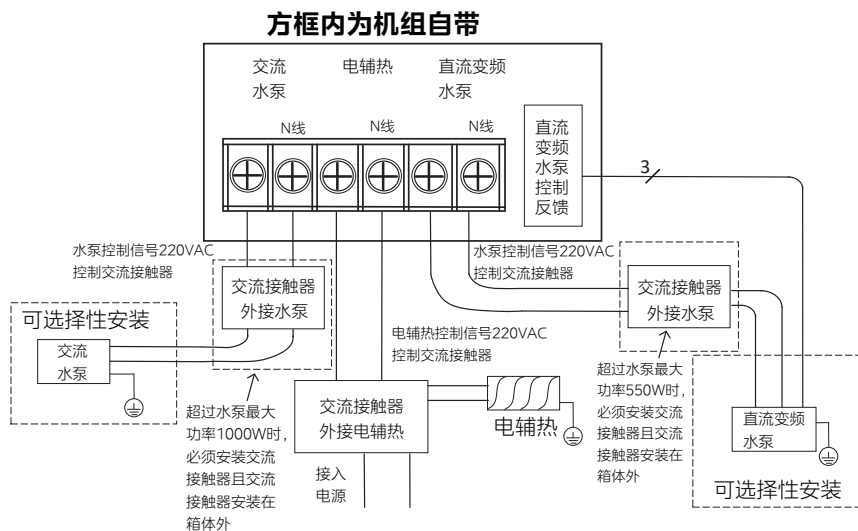 方框内为机组自带
交流
水泵
电辅热
直流变频
水泵
N线
N线
N线
直流
变频
水泵
控制
反馈
3
水泵控制信号220VAC
控制交流接触器
水泵控制信号220VAC
控制交流接触器
交流接触器
外接水泵
交流接触器
外接水泵
可选择性安装
交流
水泵
电辅热控制信号220VAC
控制交流接触器
超过水泵最大
功率1000W时，
必须安装交流
接触器且交流
接触器安装在
箱体外
交流接触器
外接电辅热
接入
电源
电辅热
超过水泵最大
功率550W时，
必须安装交流
接触器且交流
接触器安装在
箱体外
直流变频
水泵
可选择性安装